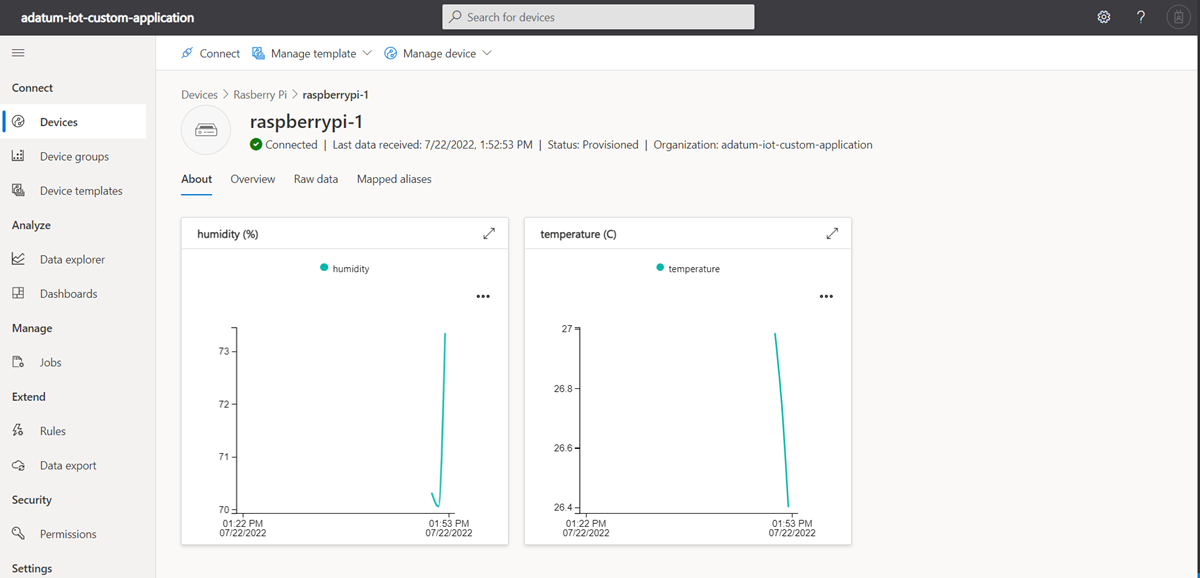 adatum-iot-custom-application
Search for devices
?
Connect
Manage template
Manage device
Connect
Devices
Device groups
Device templates
Analyze
Data explorer
Dashboards
Manage
Jobs
Extend
Rules
Data export
Security
Permissions
Settings
Devices > Rasberry Pi > raspberrypi-1
raspberrypi-1
Connected | Last data received: 7/22/2022, 1:52:53 PM | Status: Provisioned | Organization: adatum-iot-custom-application
About Overview Raw data Mapped aliases
humidity (%)
humidity
73
72
71
70
01:22 PM 01:53 PM
07/22/2022 07/22/2022
temperature (C)
temperature
27
26.8
26.6
26.4
01:22 PM 01:53 PM
07/22/2022 07/22/2022